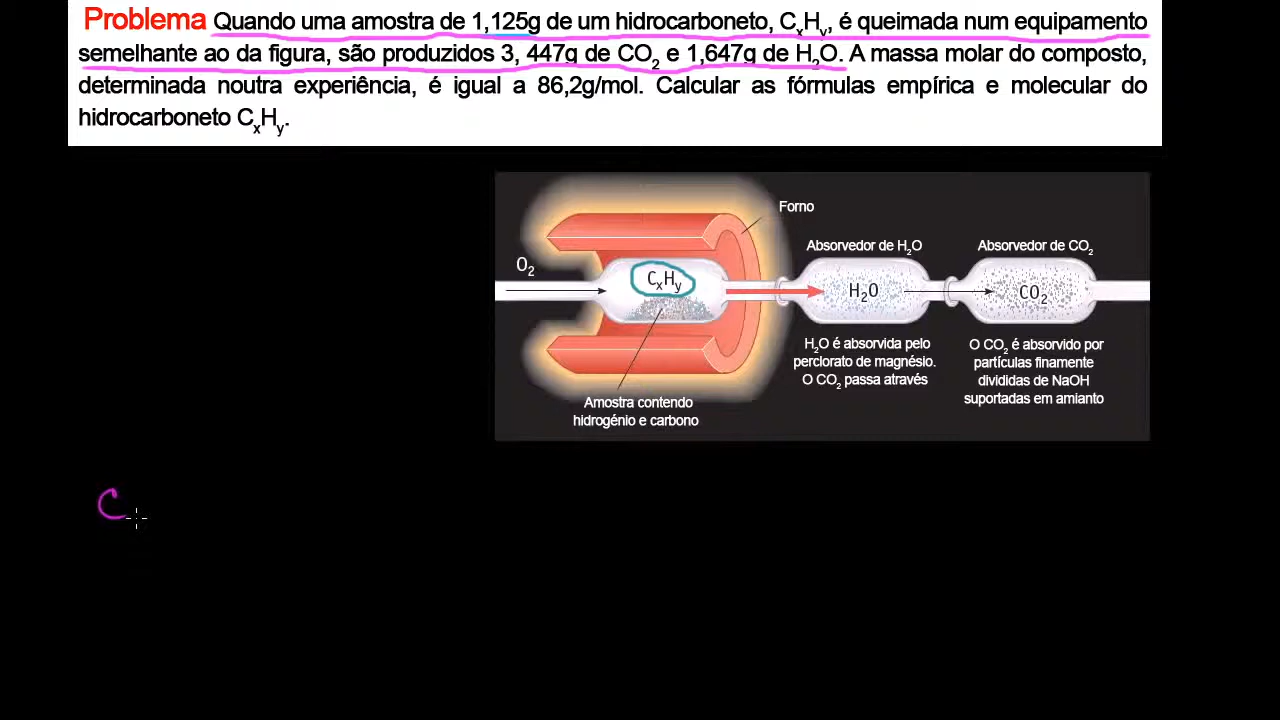 Problema Quando uma amostra de 1,125g de um hidrocarboneto, CxHy, é queimada num equipamento
semelhante ao da figura, são produzidos 3, 447g de CO₂ e 1,647g de H₂O. A massa molar do composto,
determinada noutra experiência, é igual a 86,2g/mol. Calcular as fórmulas empírica e molecular do
hidrocarboneto CxHy.
Forno
Absorvedor de H₂O
Absorvedor de CO₂
O₂
CxHy
H₂O
CO₂
H₂O é absorvida pelo
perclorato de magnésio.
O CO₂ passa através
O CO₂ é absorvido por
partículas finamente
divididas de NaOH
suportadas em amianto
Amostra contendo
hidrogénio e carbono
C